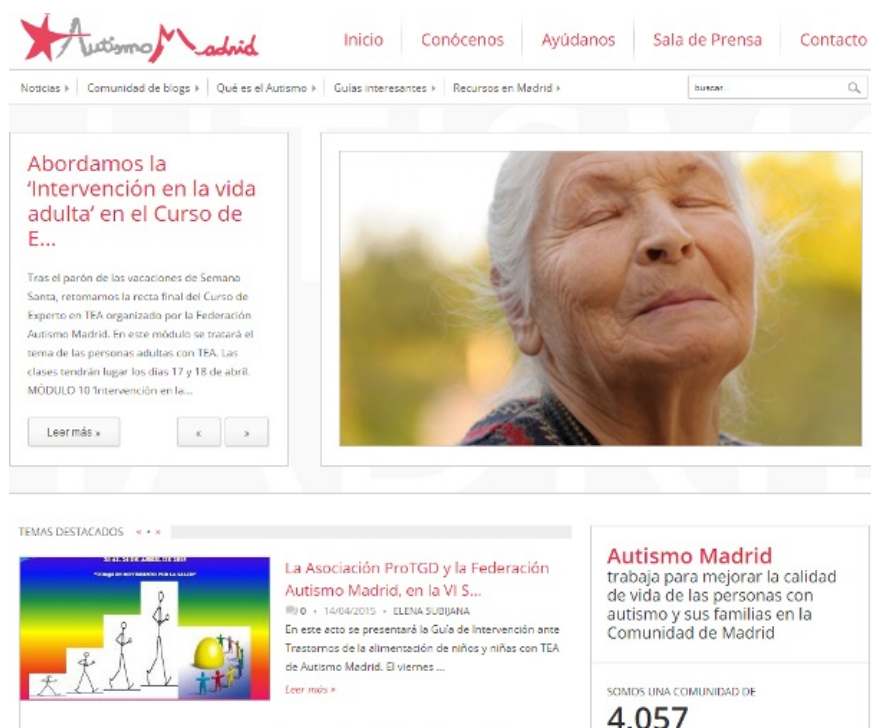 Autismo Madrid
Inicio
Conócenos
Ayúdanos
Sala de Prensa
Contacto
Noticias
Comunidad de blogs
Qué es el Autismo
Guías interesantes
Recursos en Madrid
buscar...
Abordamos la
‘Intervención en la vida
adulta’ en el Curso de
E...
Tras el parón de las vacaciones de Semana
Santa, retomamos la recta final del Curso de
Experto en TEA organizado por la Federación
Autismo Madrid. En este módulo se tratará el
tema de las personas adultas con TEA. Las
clases tendrán lugar los días 17 y 18 de abril.
MÓDULO 10 ‘Intervención en la...
Leer más »
« »
TEMAS DESTACADOS « • »
La Asociación ProTGD y la Federación
Autismo Madrid, en la VI S...
0 • 14/04/2015 • ELENA SUBIJANA
En este acto se presentará la Guía de Intervención ante
Trastornos de la alimentación de niños y niñas con TEA
de Autismo Madrid. El viernes ...
Leer más »
Autismo Madrid
trabaja para mejorar la calidad
de vida de las personas con
autismo y sus familias en la
Comunidad de Madrid
SOMOS UNA COMUNIDAD DE
4.057